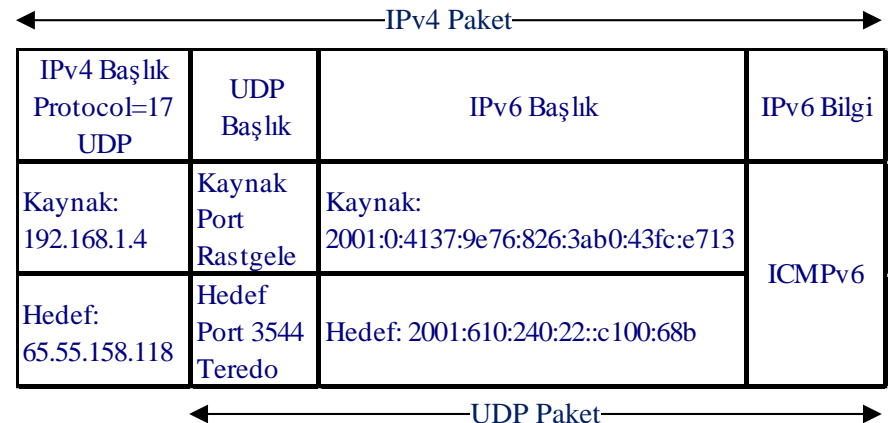 IPv4 Paket
IPv4 Başlık
Protocol=17
UDP
UDP
Başlık
IPv6 Başlık
IPv6 Bilgi
Kaynak:
192.168.1.4
Kaynak
Port
Rastgele
Kaynak:
2001:0:4137:9e76:826:3ab0:43fc:e713
ICMPv6
Hedef:
65.55.158.118
Hedef
Port 3544
Teredo
Hedef: 2001:610:240:22::c100:68b
UDP Paket